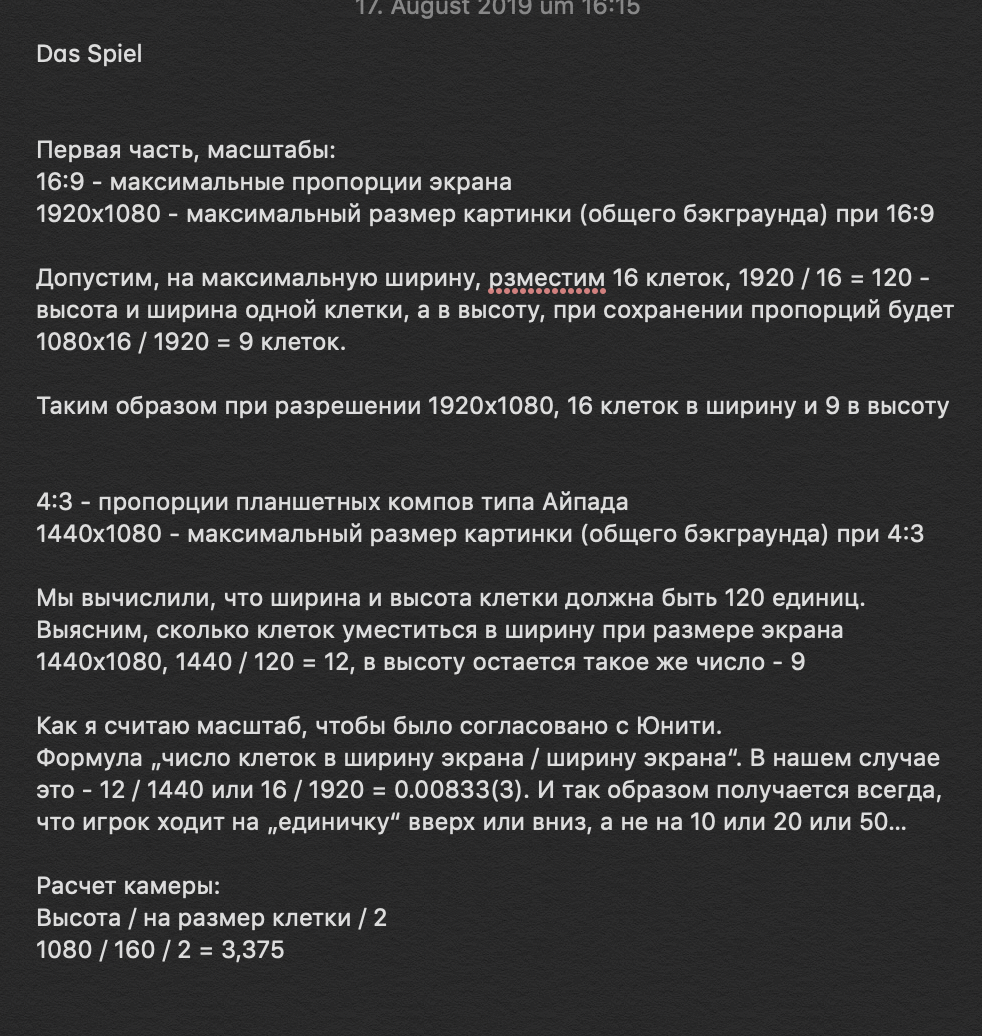 17. August 2019 um 16:15
Das Spiel
Первая часть, масштабы:
16:9 - максимальные пропорции экрана
1920x1080 - максимальный размер картинки (общего бэкграунда) при 16:9
Допустим, на максимальную ширину, рзместим 16 клеток, 1920 / 16 = 120 -
высота и ширина одной клетки, а в высоту, при сохранении пропорций будет
1080x16 / 1920 = 9 клеток.
Таким образом при разрешении 1920x1080, 16 клеток в ширину и 9 в высоту
4:3 - пропорции планшетных компов типа Айпада
1440x1080 - максимальный размер картинки (общего бэкграунда) при 4:3
Мы вычислили, что ширина и высота клетки должна быть 120 единиц.
Выясним, сколько клеток уместиться в ширину при размере экрана
1440x1080, 1440 / 120 = 12, в высоту остается такое же число - 9
Как я считаю масштаб, чтобы было согласовано с Юнити.
Формула „число клеток в ширину экрана / ширину экрана“. В нашем случае
это - 12 / 1440 или 16 / 1920 = 0.00833(3). И так образом получается всегда,
что игрок ходит на „единичку“ вверх или вниз, а не на 10 или 20 или 50...
Расчет камеры:
Высота / на размер клетки / 2
1080 / 160 / 2 = 3,375